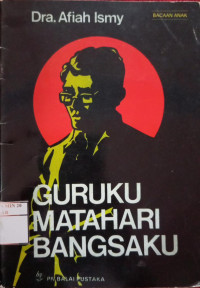 Dra. Afiah Ismy
BACAAN ANAK
GURUKU
MATAHARI
BANGSAKU
PN BALAI PUSTAKA